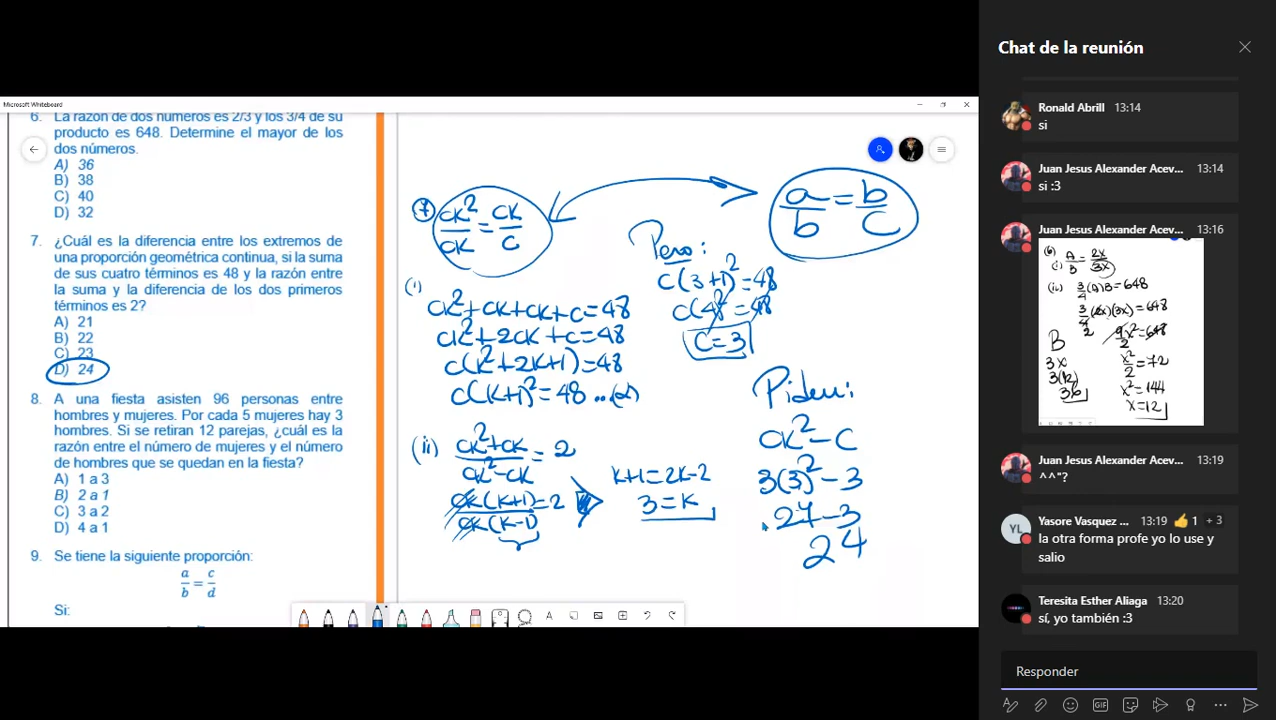 Microsoft Whiteboard
6. La razón de dos números es 2/3 y los 3/4 de su
producto es 648. Determine el mayor de los
dos números.
A) 36
B) 38
C) 40
D) 32
7. ¿Cuál es la diferencia entre los extremos de
una proporción geométrica continua, si la suma
de sus cuatro términos es 48 y la razón entre
la suma y la diferencia de los dos primeros
términos es 2?
A) 21
B) 22
C) 23
D) 24
8. A una fiesta asisten 96 personas entre
hombres y mujeres. Por cada 5 mujeres hay 3
hombres. Si se retiran 12 parejas, ¿cuál es la
razón entre el número de mujeres y el número
de hombres que se quedan en la fiesta?
A) 1 a 3
B) 2 a 1
C) 3 a 2
D) 4 a 1
9. Se tiene la siguiente proporción:
a/b = c/d
Si:
7 ck²/ck = ck/c
a/b = b/c
(i)
ck²+ck+ck+c=48
ck²+2ck+c=48
c(k²+2k+1)=48
c(k+1)²=48 ...(α)
(ii) ck²+ck/ck²-ck = 2
ck(k+1)/ck(k-1) = 2
k+1=2k-2
3=k
Pero:
c(3+1)²=48
c(4²=48
c=3
Piden:
ck²-c
3(3)²-3
27-3
24
Chat de la reunión
Ronald Abrill 13:14
si
Juan Jesus Alexander Acev... 13:14
si :3
Juan Jesus Alexander Acev... 13:16
(6)
(i) A/B = 2x/3x
(ii) 3/4(A)B=648
3/4(2x)(3x)=648
9x²/2=648
x²/2=72
x²=144
x=12
B
3x
3(12)
36
Juan Jesus Alexander Acev... 13:19
^^"?
YL
Yasore Vasquez ... 13:19 👍 1 + 3
la otra forma profe yo lo use y
salio
Teresita Esther Aliaga 13:20
sí, yo también :3
Responder
GIF